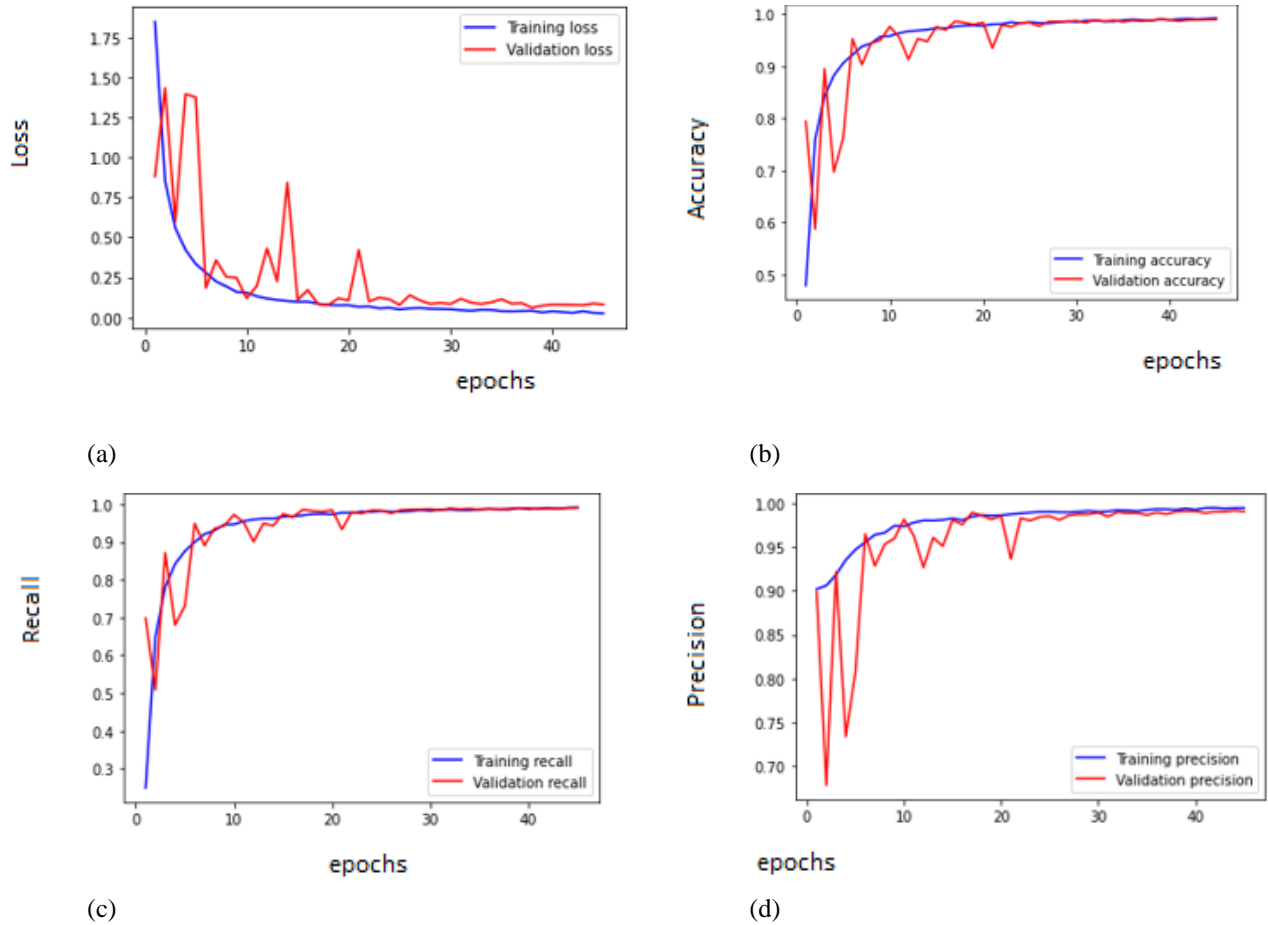 Loss
1.75
1.50
1.25
1.00
0.75
0.50
0.25
0.00
Training loss
Validation loss
0 10 20 30 40
epochs
(a)
Accuracy
1.0
0.9
0.8
0.7
0.6
0.5
Training accuracy
Validation accuracy
0 10 20 30 40
epochs
(b)
Recall
1.0
0.9
0.8
0.7
0.6
0.5
0.4
0.3
Training recall
Validation recall
0 10 20 30 40
epochs
(c)
Precision
1.00
0.95
0.90
0.85
0.80
0.75
0.70
Training precision
Validation precision
0 10 20 30 40
epochs
(d)